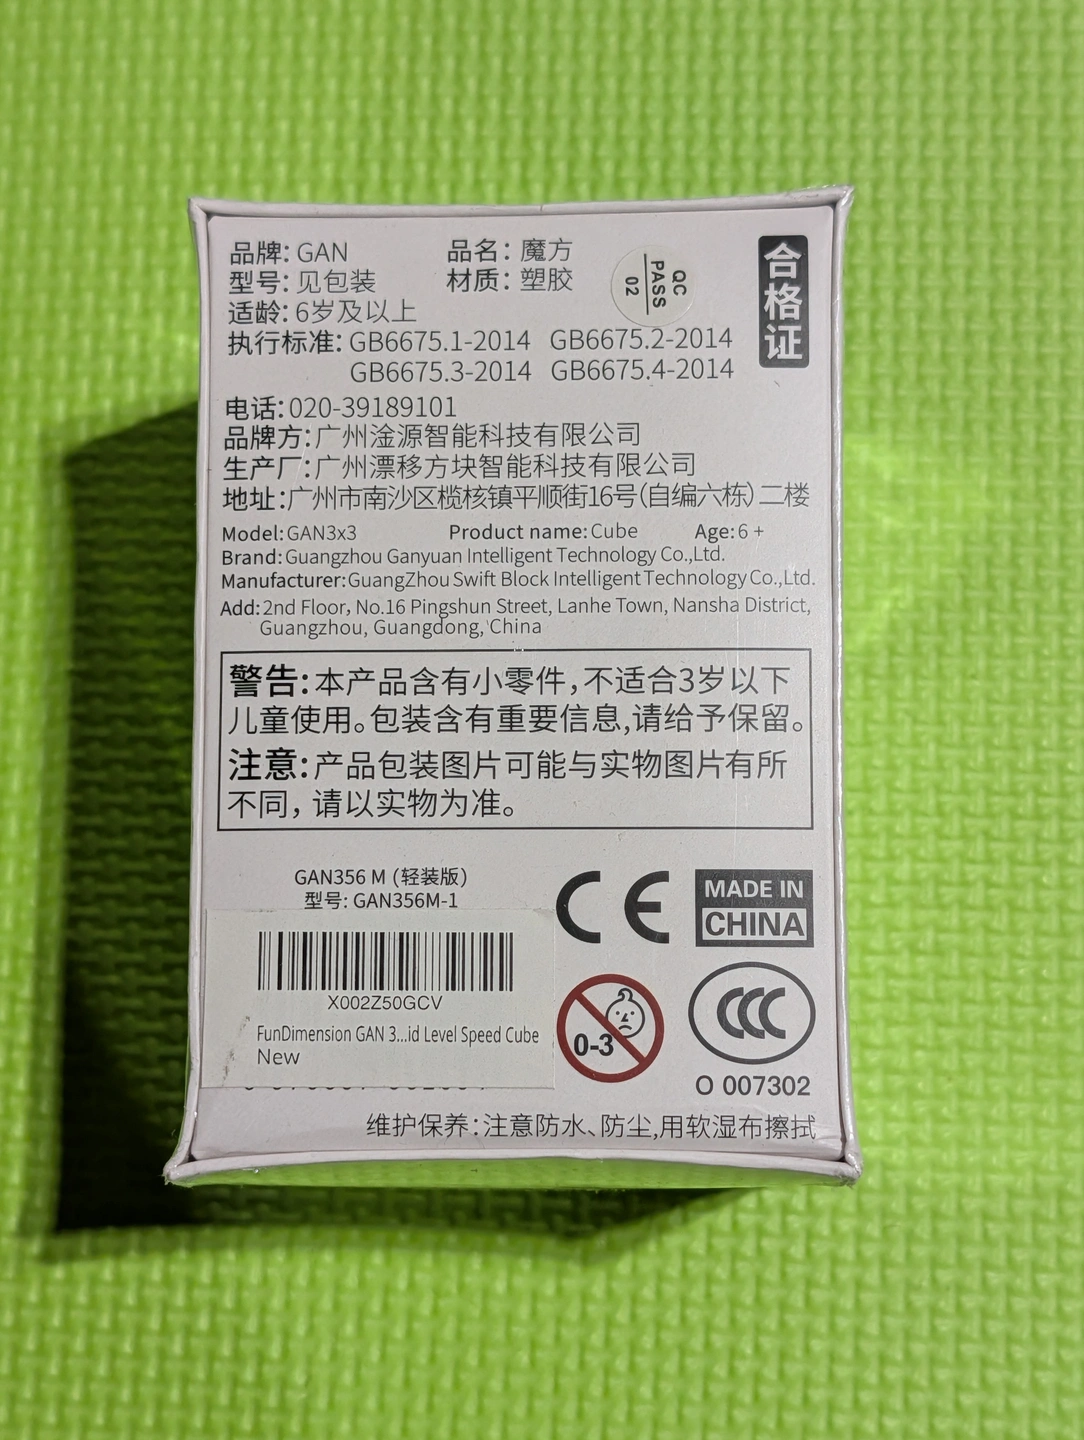 品牌: GAN 品名: 魔方
型号: 见包装 材质: 塑胶
适龄: 6岁及以上
执行标准: GB6675.1-2014 GB6675.2-2014
GB6675.3-2014 GB6675.4-2014
QC
PASS
02
合格证
电话: 020-39189101
品牌方: 广州淦源智能科技有限公司
生产厂: 广州漂移方块智能科技有限公司
地址: 广州市南沙区榄核镇平顺街16号(自编六栋) 二楼
Model: GAN3x3 Product name: Cube Age: 6 +
Brand: Guangzhou Ganyuan Intelligent Technology Co.,Ltd.
Manufacturer: GuangZhou Swift Block Intelligent Technology Co.,Ltd.
Add: 2nd Floor, No.16 Pingshun Street, Lanhe Town, Nansha District,
Guangzhou, Guangdong, China
警告: 本产品含有小零件,不适合3岁以下
儿童使用。包装含有重要信息,请给予保留。
注意: 产品包装图片可能与实物图片有所
不同, 请以实物为准。
GAN356 M (轻装版)
型号: GAN356M-1
X002Z50GCV
FunDimension GAN 3...id Level Speed Cube
New
CE
MADE IN
CHINA
0-3
CCC
O 007302
维护保养: 注意防水、防尘,用软湿布擦拭